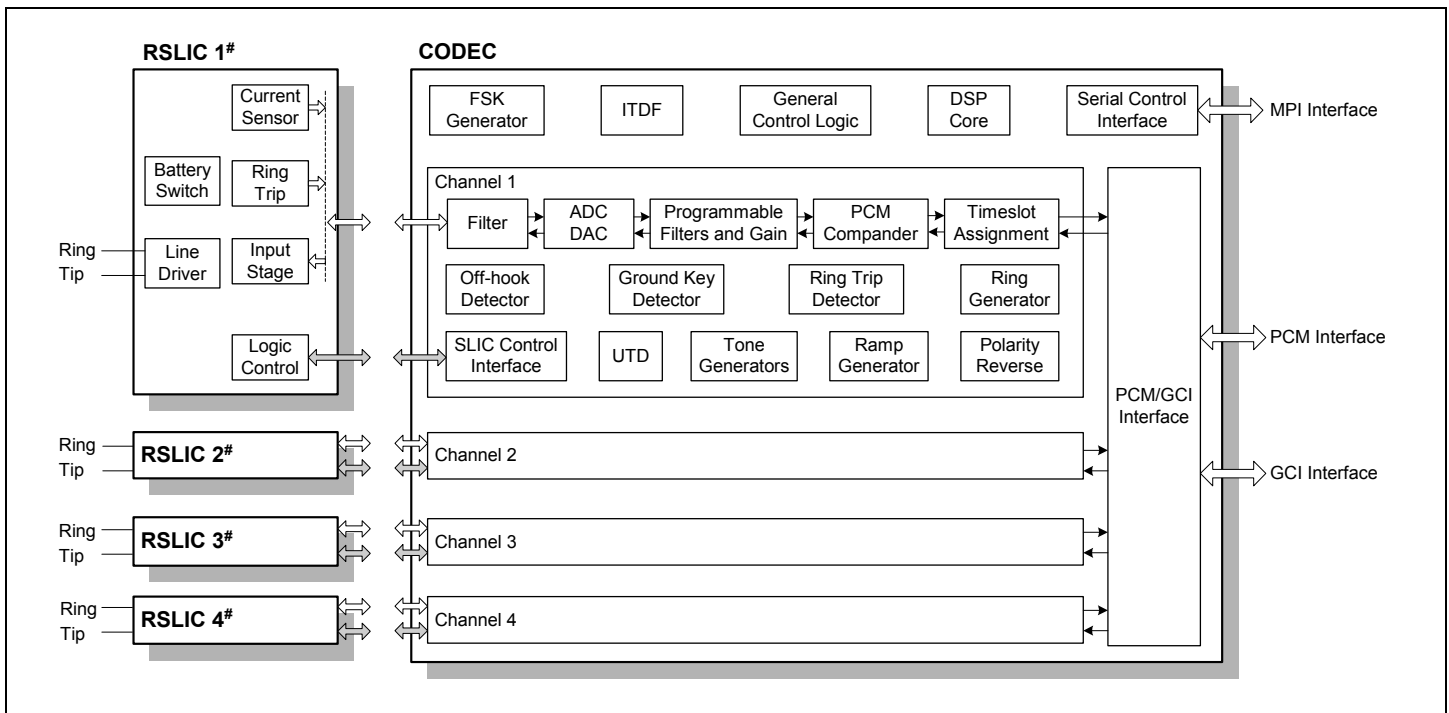 RSLIC 1#
CODEC
Current
Sensor
Battery
Switch
Ring
Trip
Ring
Tip
Line
Driver
Input
Stage
Logic
Control
FSK
Generator
ITDF
General
Control Logic
DSP
Core
Serial Control
Interface
MPI Interface
Channel 1
Filter
ADC
DAC
Programmable
Filters and Gain
PCM
Compander
Timeslot
Assignment
Off-hook
Detector
Ground Key
Detector
Ring Trip
Detector
Ring
Generator
SLIC Control
Interface
UTD
Tone
Generators
Ramp
Generator
Polarity
Reverse
PCM/GCI
Interface
PCM Interface
GCI Interface
Ring
Tip
RSLIC 2#
Channel 2
Ring
Tip
RSLIC 3#
Channel 3
Ring
Tip
RSLIC 4#
Channel 4